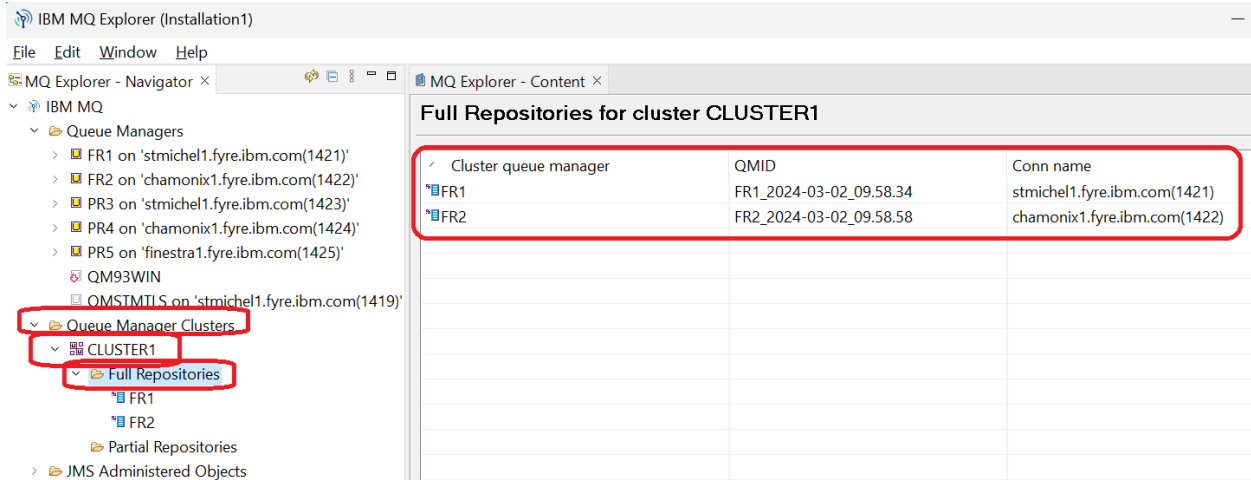 IBM MQ Explorer (Installation1)
File Edit Window Help
MQ Explorer - Navigator
IBM MQ
Queue Managers
FR1 on 'stmichel1.fyre.ibm.com(1421)'
FR2 on 'chamonix1.fyre.ibm.com(1422)'
PR3 on 'stmichel1.fyre.ibm.com(1423)'
PR4 on 'chamonix1.fyre.ibm.com(1424)'
PR5 on 'finestra1.fyre.ibm.com(1425)'
QM93WIN
QMSTMTLS on 'stmichel1.fyre.ibm.com(1419)'
Queue Manager Clusters
CLUSTER1
Full Repositories
FR1
FR2
Partial Repositories
JMS Administered Objects
MQ Explorer - Content
Full Repositories for cluster CLUSTER1
Cluster queue manager QMID Conn name
FR1 FR1_2024-03-02_09.58.34 stmichel1.fyre.ibm.com(1421)
FR2 FR2_2024-03-02_09.58.58 chamonix1.fyre.ibm.com(1422)